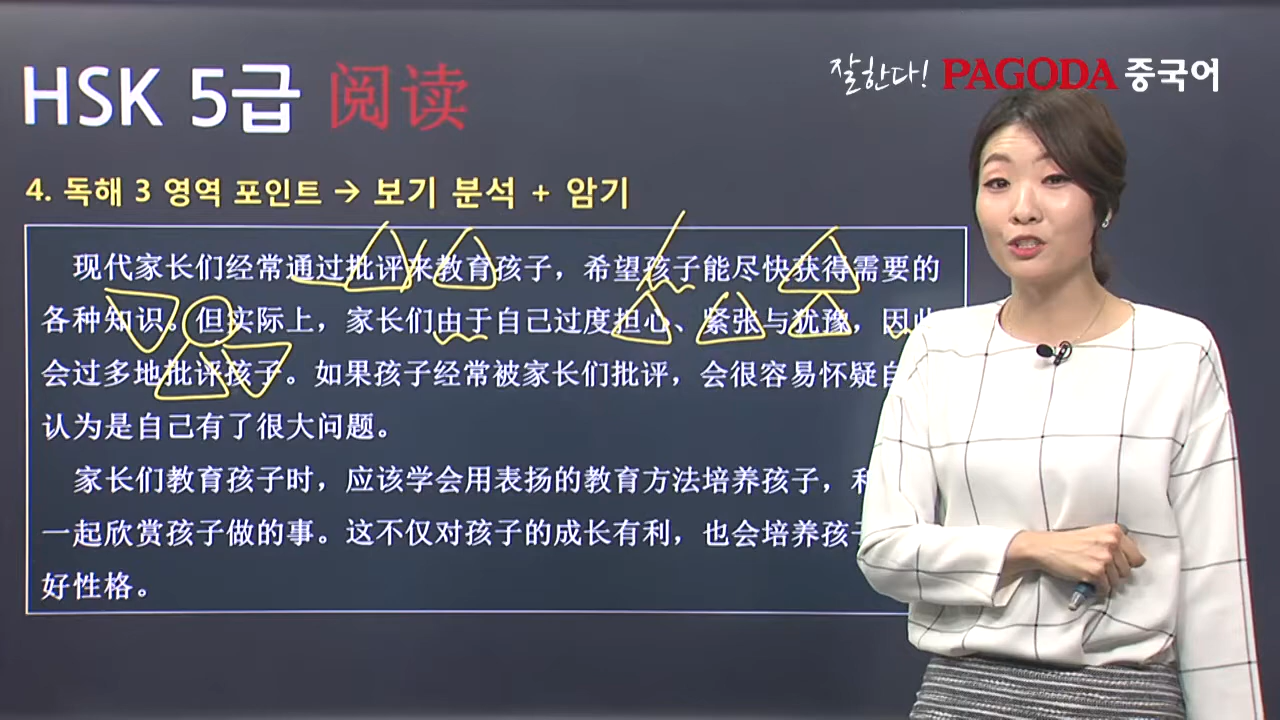 잘한다! PAGODA 중국어
HSK 5급 阅读
4. 독해 3 영역 포인트 → 보기 분석 + 암기
现代家长们经常通过批评来教育孩子，希望孩子能尽快获得需要的
各种知识。但实际上，家长们由于自己过度担心、紧张与犹豫，因此
会过多地批评孩子。如果孩子经常被家长们批评，会很容易怀疑自
认为是自己有了很大问题。
家长们教育孩子时，应该学会用表扬的教育方法培养孩子，和
一起欣赏孩子做的事。这不仅对孩子的成长有利，也会培养孩子
好性格。